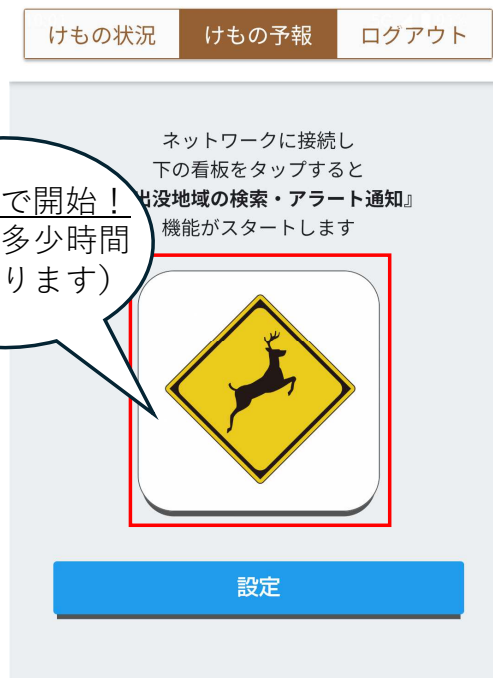 けもの状況 けもの予報 ログアウト
ネットワークに接続し
下の看板をタップすると
出没地域の検索・アラート通知』
機能がスタートします
で開始！
多少時間
ります）
設定